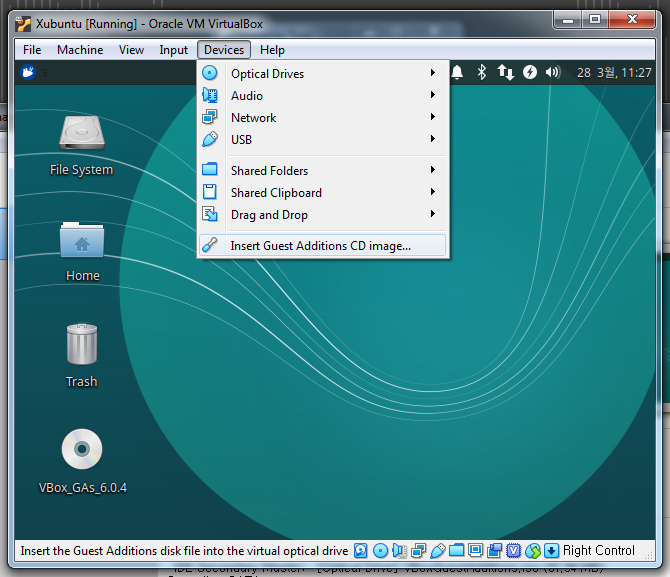 Xubuntu [Running] - Oracle VM VirtualBox
File Machine View Input Devices Help
28 3월, 11:27
Optical Drives
Audio
Network
USB
Shared Folders
Shared Clipboard
Drag and Drop
Insert Guest Additions CD image...
File System
Home
Trash
VBox_GAs_6.0.4
Insert the Guest Additions disk file into the virtual optical drive
Right Control